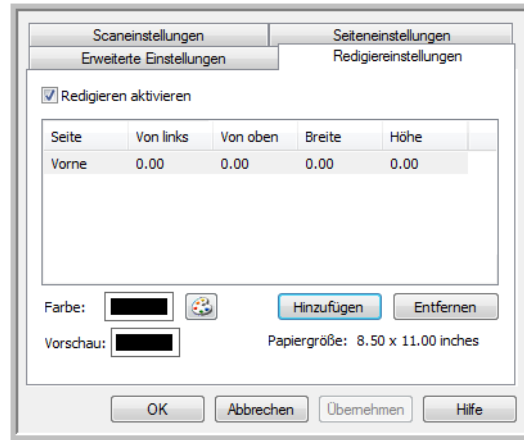 Scaneinstellungen Seiteneinstellungen
Erweiterte Einstellungen Redigiereinstellungen
Redigieren aktivieren
Seite Von links Von oben Breite Höhe
Vorne 0.00 0.00 0.00 0.00
Farbe: Hinzufügen Entfernen
Vorschau: Papiergröße: 8.50 x 11.00 inches
OK Abbrechen Übernehmen Hilfe